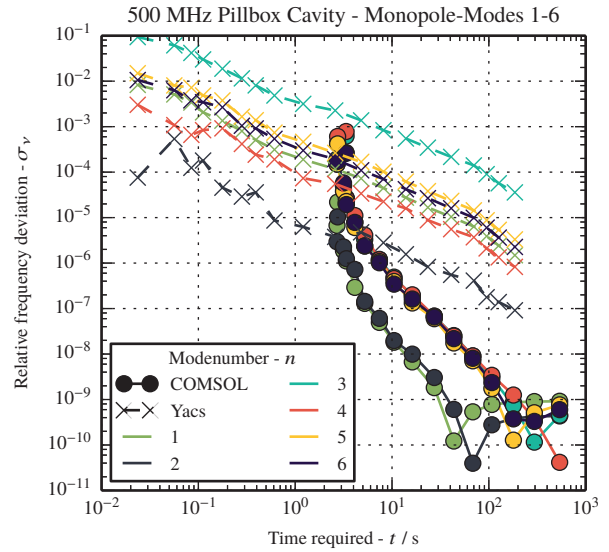 500 MHz Pillbox Cavity - Monopole-Modes 1-6
Relative frequency deviation - σ_ν
10^−1
10^−2
10^−3
10^−4
10^−5
10^−6
10^−7
10^−8
10^−9
10^−10
10^−11
Modenumber - n
COMSOL
Yacs
1
2
3
4
5
6
10^−2 10^−1 10^0 10^1 10^2 10^3
Time required - t / s